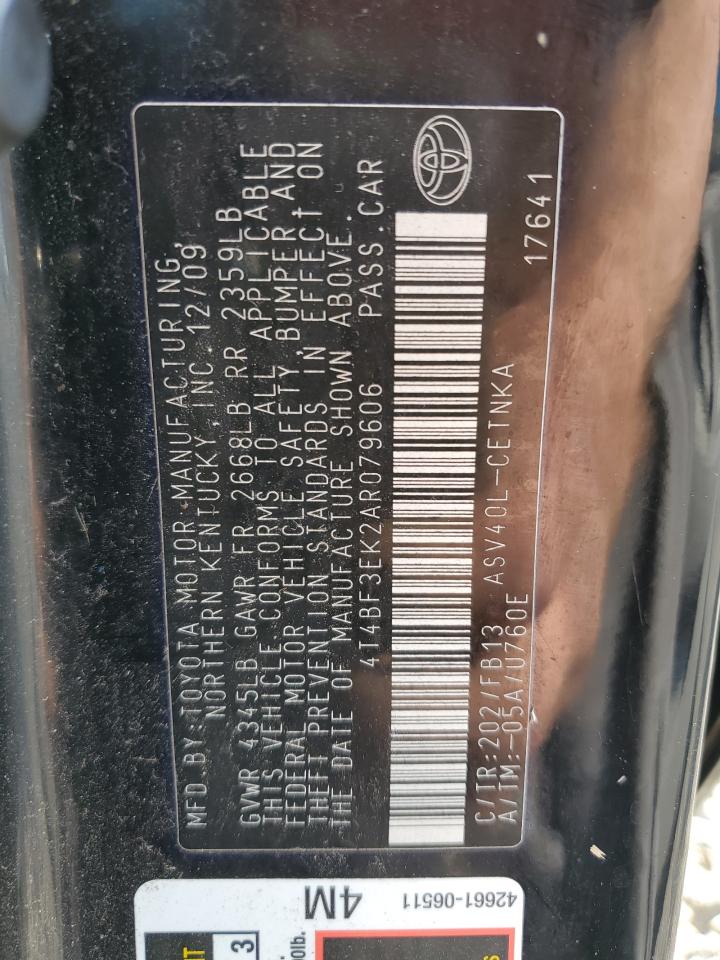 MFD.BY:TOYOTA MOTOR MANUFACTURING,
NORTHERN KENTUCKY,INC 12/09
GVWR 4345LB GAWR FR 2668LB RR 2359LB
THIS VEHICLE CONFORMS TO ALL APPLICABLE
FEDERAL MOTOR VEHICLE SAFETY,BUMPER AND
THEFT PREVENTION STANDARDS IN EFFECT ON
THE DATE OF MANUFACTURE SHOWN ABOVE.
4T4BF3EK2AR079606 PASS.CAR
C/TR:202/FB13 ASV40L-CETNKA
A/TM:-05A/U760E 17641
4M
42661-06511
3